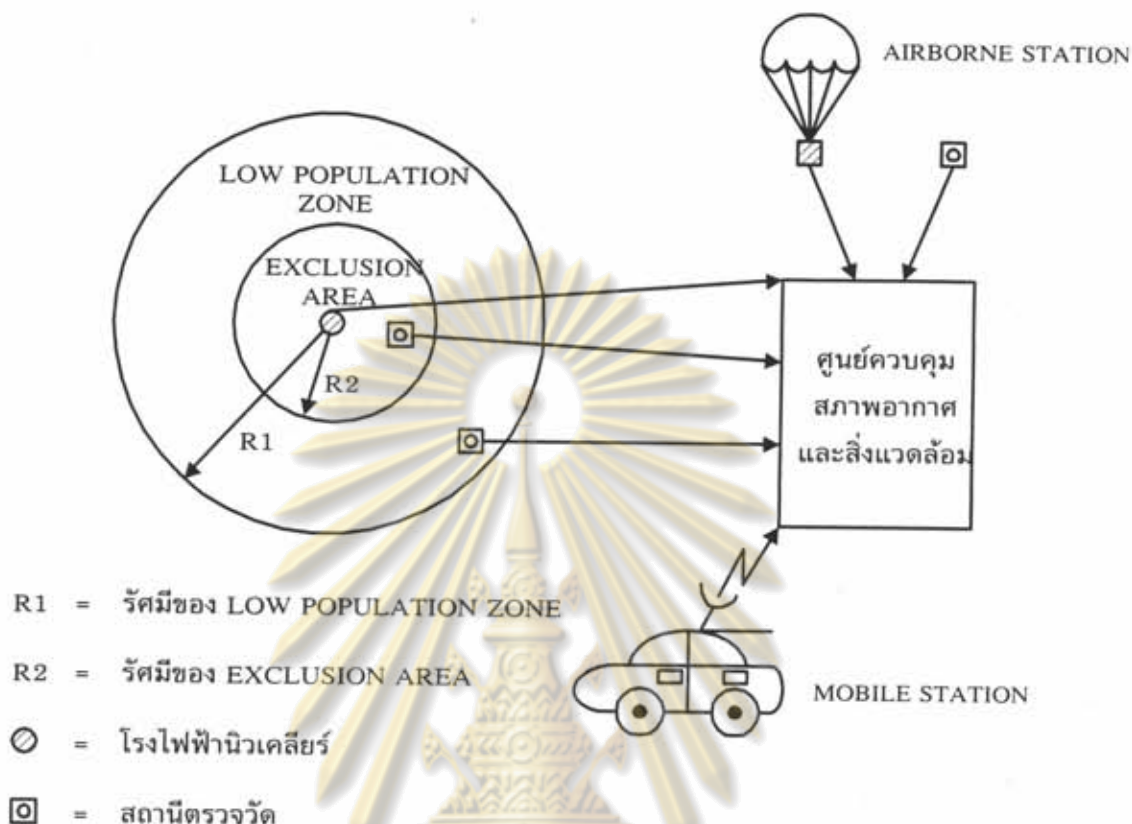 AIRBORNE STATION
LOW POPULATION
ZONE
EXCLUSION
AREA
R2
R1
ศูนย์ควบคุม
สภาพอากาศ
และสิ่งแวดล้อม
R1 = รัศมีของ LOW POPULATION ZONE
R2 = รัศมีของ EXCLUSION AREA
MOBILE STATION
= โรงไฟฟ้านิวเคลียร์
= สถานีตรวจวัด